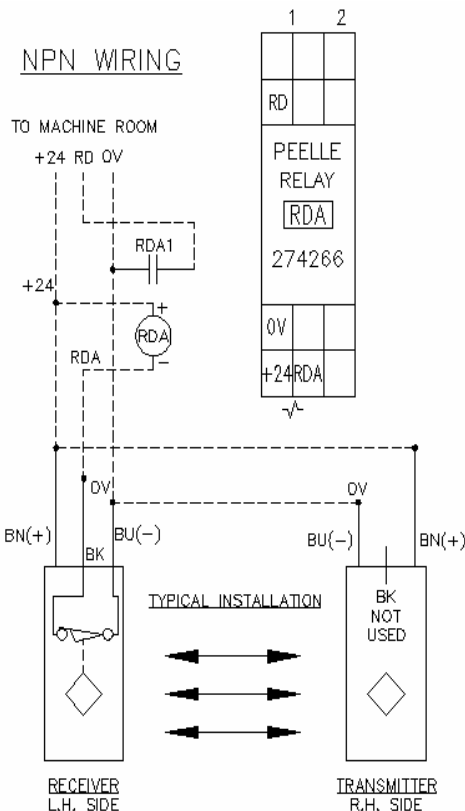 1 2
NPN WIRING
RD
TO MACHINE ROOM
PEELLE
RELAY
RDA
274266
+24 RD 0V
RDA1
+24
+
RDA
−
RDA
0V
+24 RDA
0V
0V
BN(+)
BK
BU(−)
BU(−)
BN(+)
TYPICAL INSTALLATION
BK
NOT
USED
RECEIVER
L.H. SIDE
TRANSMITTER
R.H. SIDE